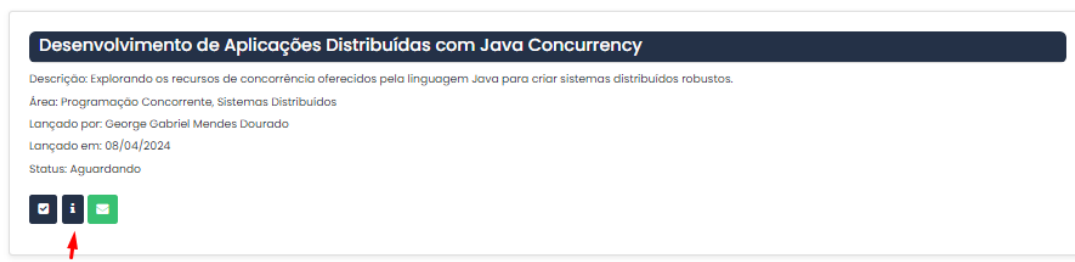 Desenvolvimento de Aplicações Distribuídas com Java Concurrency
Descrição: Explorando os recursos de concorrência oferecidos pela linguagem Java para criar sistemas distribuídos robustos.
Área: Programação Concorrente, Sistemas Distribuídos
Lançado por: George Gabriel Mendes Dourado
Lançado em: 08/04/2024
Status: Aguardando